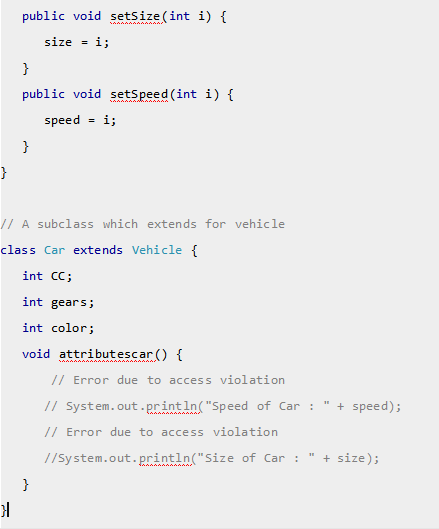 public void setSize(int i) {
size = i;
}
public void setSpeed(int i) {
speed = i;
}
}
// A subclass which extends for vehicle
class Car extends Vehicle {
int CC;
int gears;
int color;
void attributescar() {
// Error due to access violation
// System.out.println("Speed of Car : " + speed);
// Error due to access violation
//System.out.println("Size of Car : " + size);
}
}